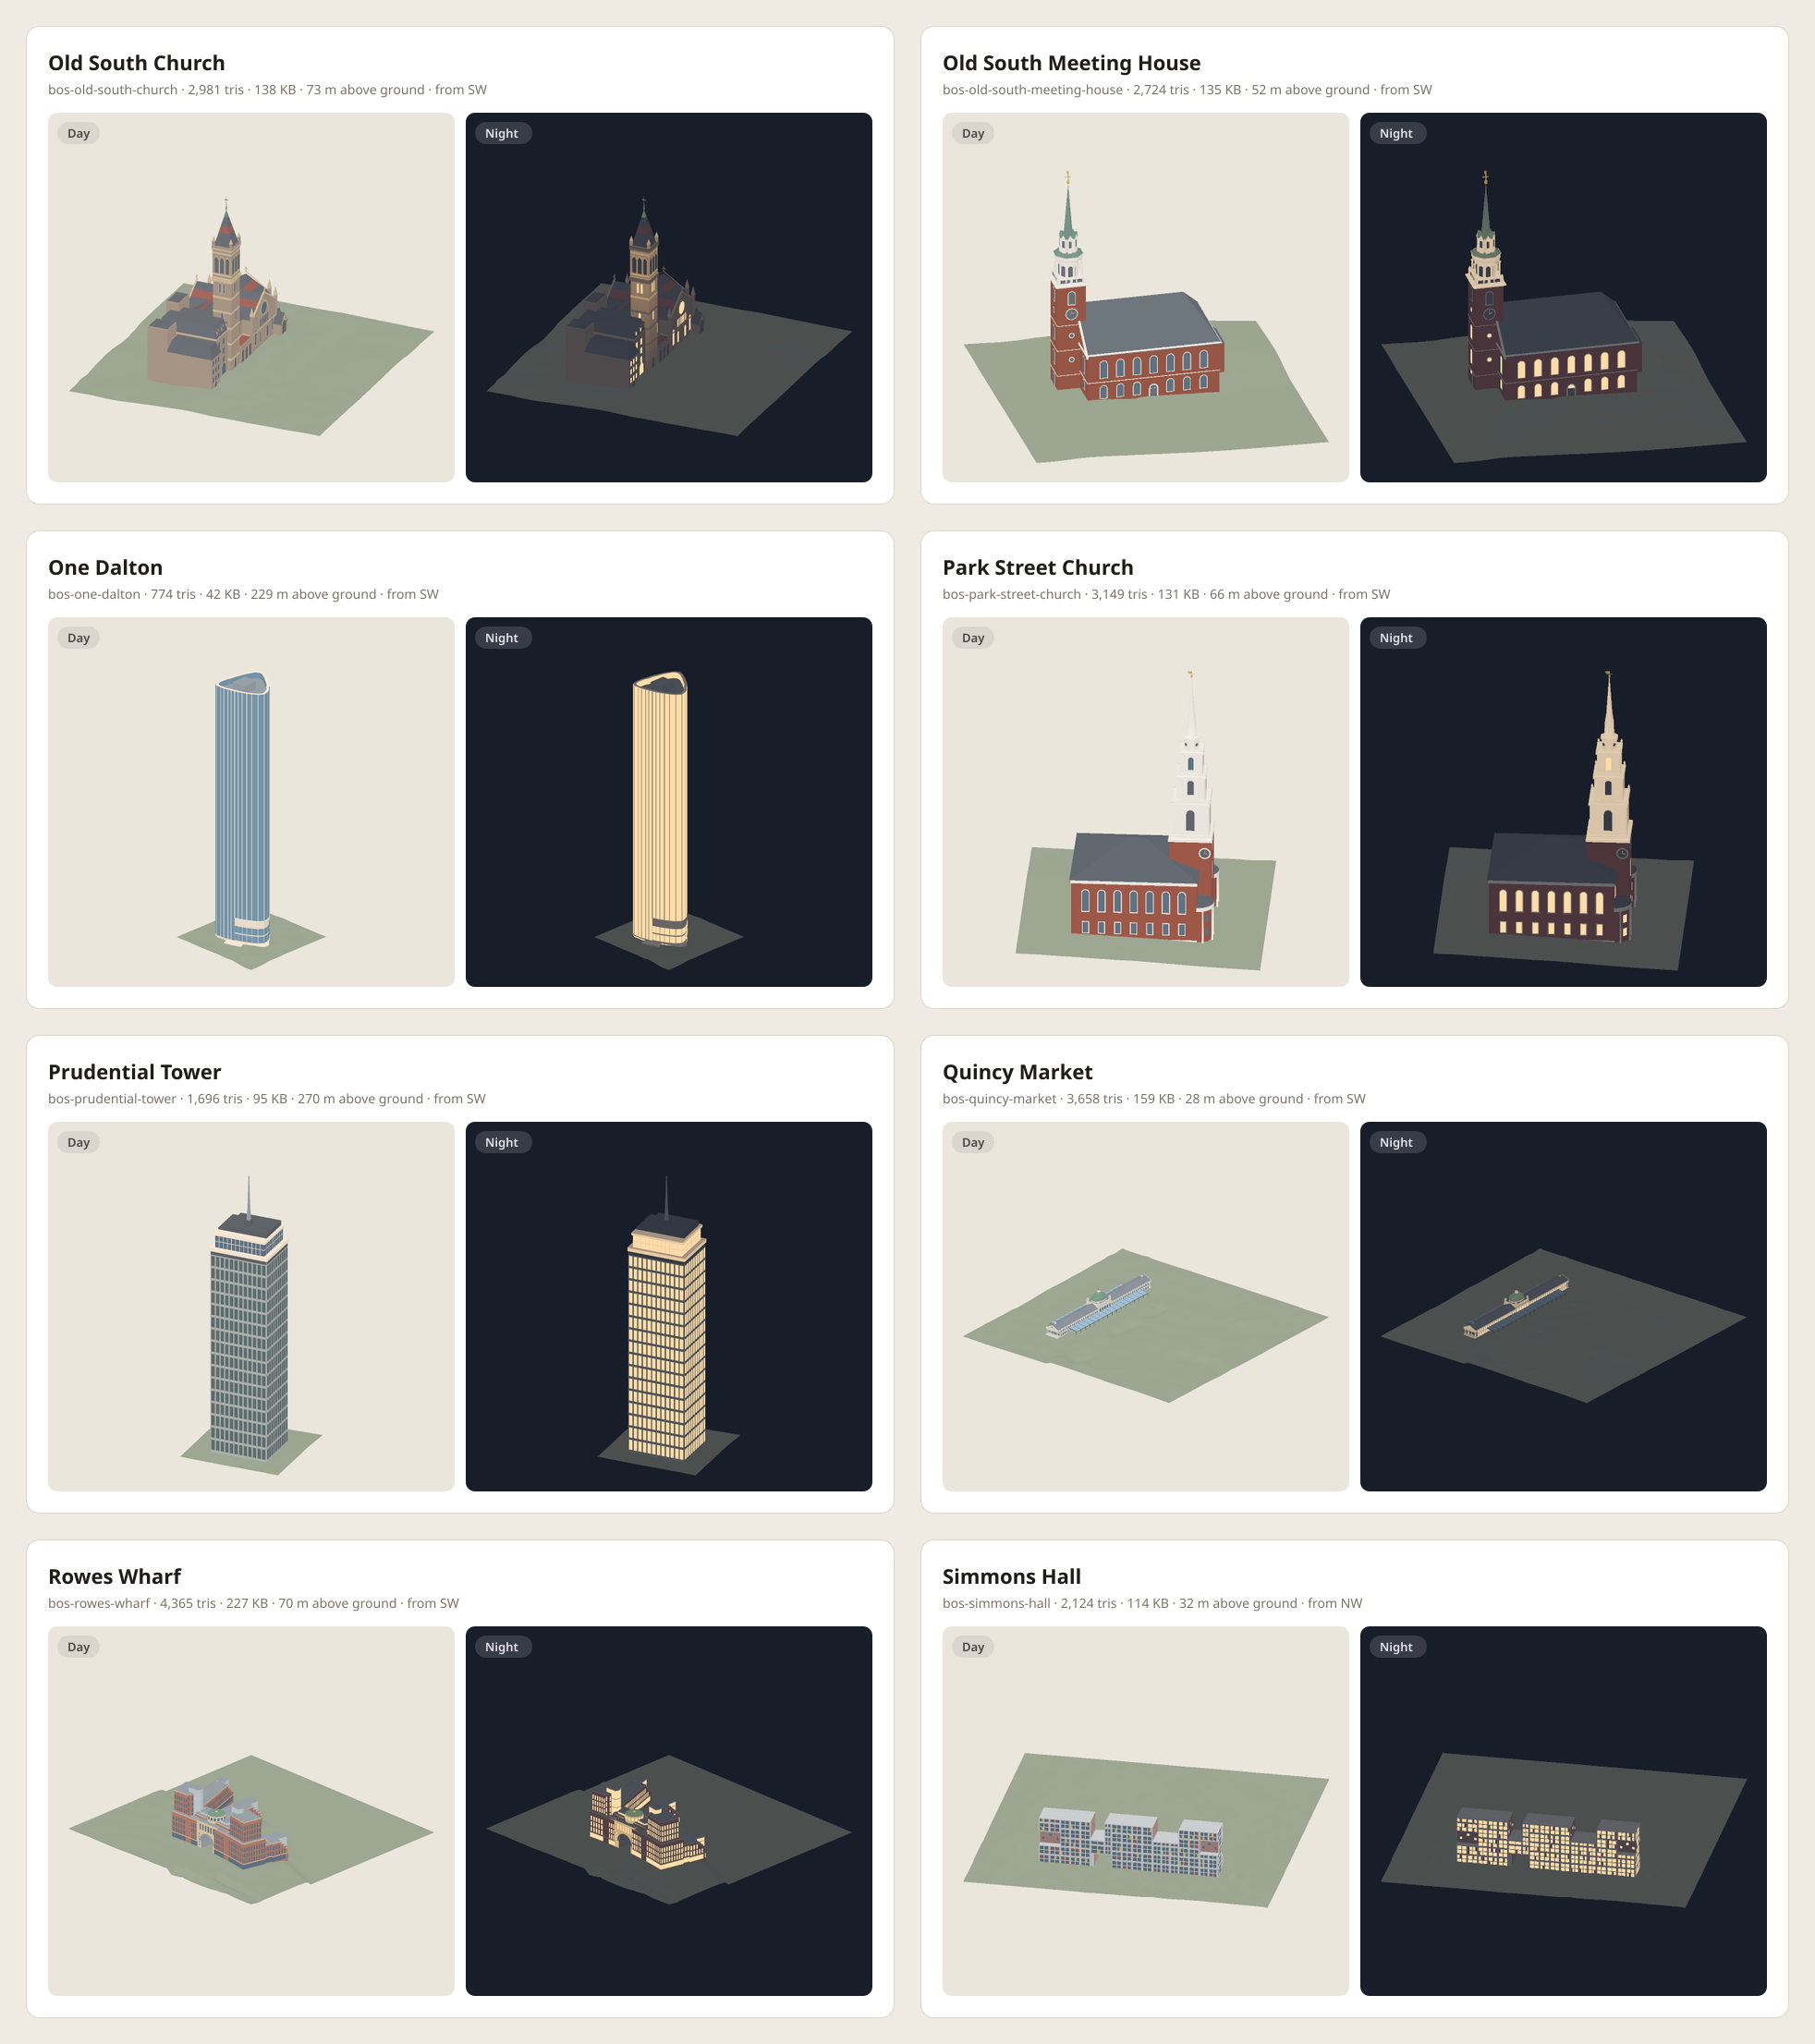 Old South Church
bos-old-south-church · 2,981 tris · 138 KB · 73 m above ground · from SW
Day
Night
Old South Meeting House
bos-old-south-meeting-house · 2,724 tris · 135 KB · 52 m above ground · from SW
Day
Night
One Dalton
bos-one-dalton · 774 tris · 42 KB · 229 m above ground · from SW
Day
Night
Park Street Church
bos-park-street-church · 3,149 tris · 131 KB · 66 m above ground · from SW
Day
Night
Prudential Tower
bos-prudential-tower · 1,696 tris · 95 KB · 270 m above ground · from SW
Day
Night
Quincy Market
bos-quincy-market · 3,658 tris · 159 KB · 28 m above ground · from SW
Day
Night
Rowes Wharf
bos-rowes-wharf · 4,365 tris · 227 KB · 70 m above ground · from SW
Day
Night
Simmons Hall
bos-simmons-hall · 2,124 tris · 114 KB · 32 m above ground · from NW
Day
Night